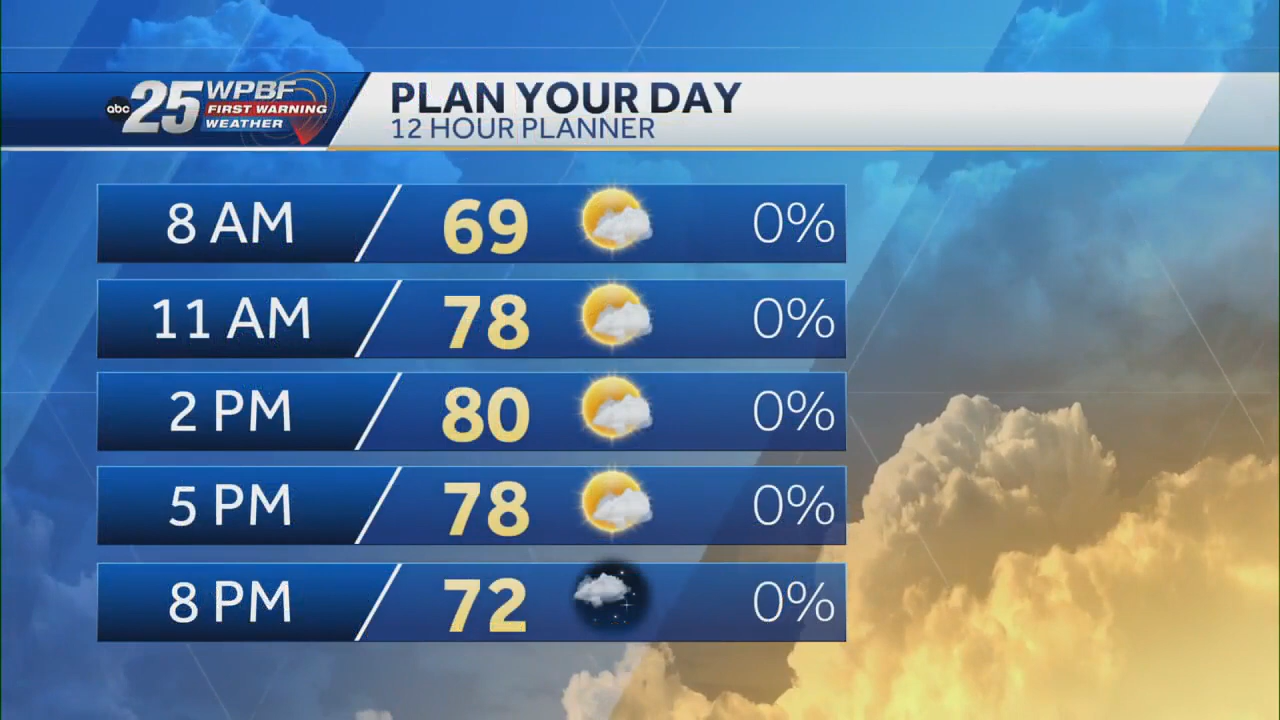 abc 25 WPBF
FIRST WARNING
WEATHER
PLAN YOUR DAY
12 HOUR PLANNER
8 AM 69 0%
11 AM 78 0%
2 PM 80 0%
5 PM 78 0%
8 PM 72 0%